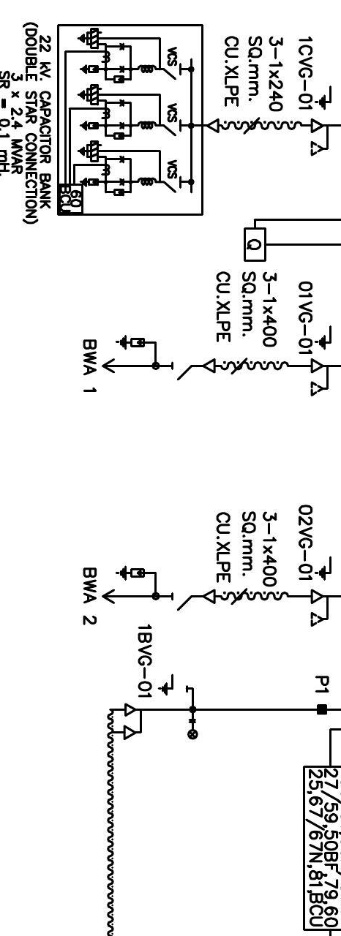 1CVG-01
3-1x240
SQ.mm.
CU.XLPE
VCS
VCS
VCS
60
BCU
22 KV. CAPACITOR BANK
(DOUBLE STAR CONNECTION)
3 x 2.4 MVAR
SR = 0.1 mH.
Q
01VG-01
3-1x400
SQ.mm.
CU.XLPE
BWA 1
02VG-01
3-1x400
SQ.mm.
CU.XLPE
BWA 2
1BVG-01
P1
27/59,50BF,79,60
25,67/67N,81,BCU